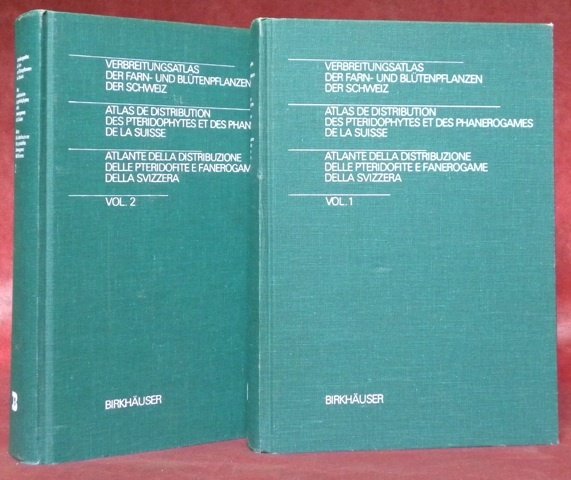 VERBREITUNGSATLAS
DER FARN- UND BLÜTENPFLANZEN
DER SCHWEIZ
ATLAS DE DISTRIBUTION
DES PTERIDOPHYTES ET DES PHAN
DE LA SUISSE
ATLANTE DELLA DISTRIBUZIONE
DELLE PTERIDOFITE E FANEROGAM
DELLA SVIZZERA
VOL. 2
BIRKHÄUSER
VERBREITUNGSATLAS
DER FARN- UND BLÜTENPFLANZEN
DER SCHWEIZ
ATLAS DE DISTRIBUTION
DES PTERIDOPHYTES ET DES PHANEROGAMES
DE LA SUISSE
ATLANTE DELLA DISTRIBUZIONE
DELLE PTERIDOFITE E FANEROGAME
DELLA SVIZZERA
VOL. 1
BIRKHÄUSER